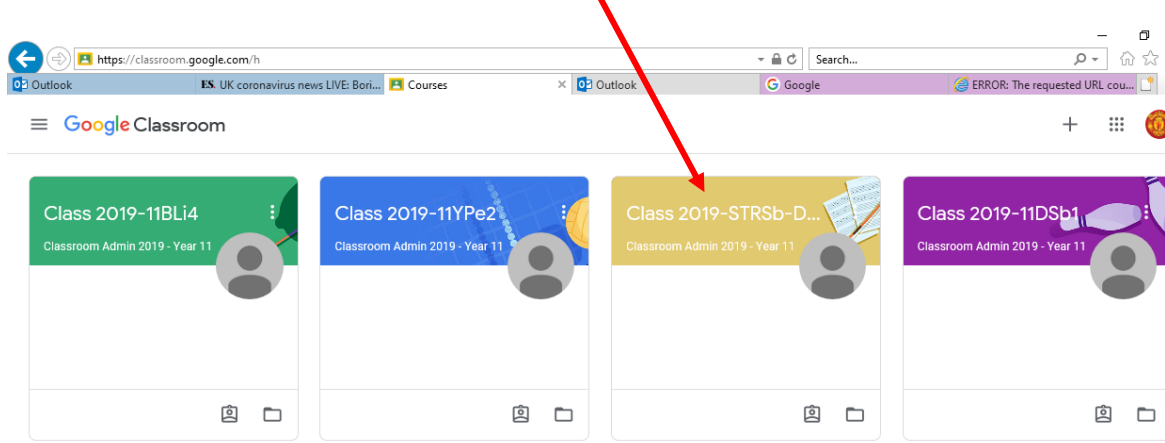 https://classroom.google.com/h
Search...
Outlook
ES. UK coronavirus news LIVE: Bori...
Courses
Outlook
Google
ERROR: The requested URL cou...
Google Classroom
Class 2019-11BLi4
Classroom Admin 2019 - Year 11
Class 2019-11YPe2
Classroom Admin 2019 - Year 11
Class 2019-STRSb-D...
Classroom Admin 2019 - Year 11
Class 2019-11DSb1
Classroom Admin 2019 - Year 11